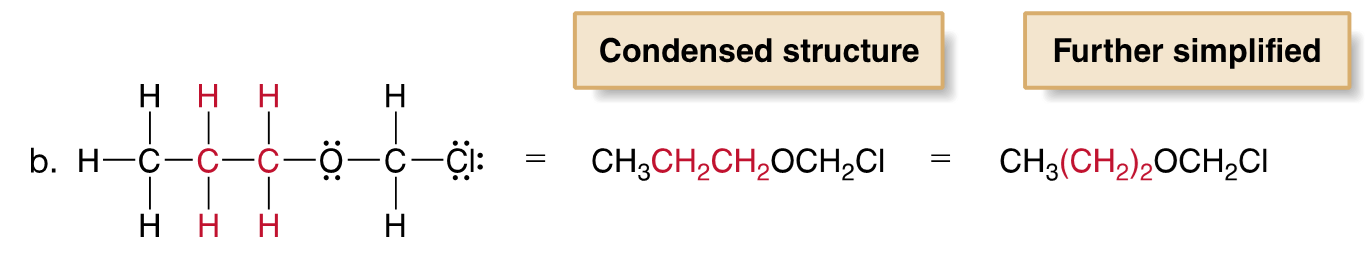 Condensed structure Further simplified
H H H H
b. H—C—C—C—Ö—C—Cl: = CH₃CH₂CH₂OCH₂Cl = CH₃(CH₂)₂OCH₂Cl
H H H H